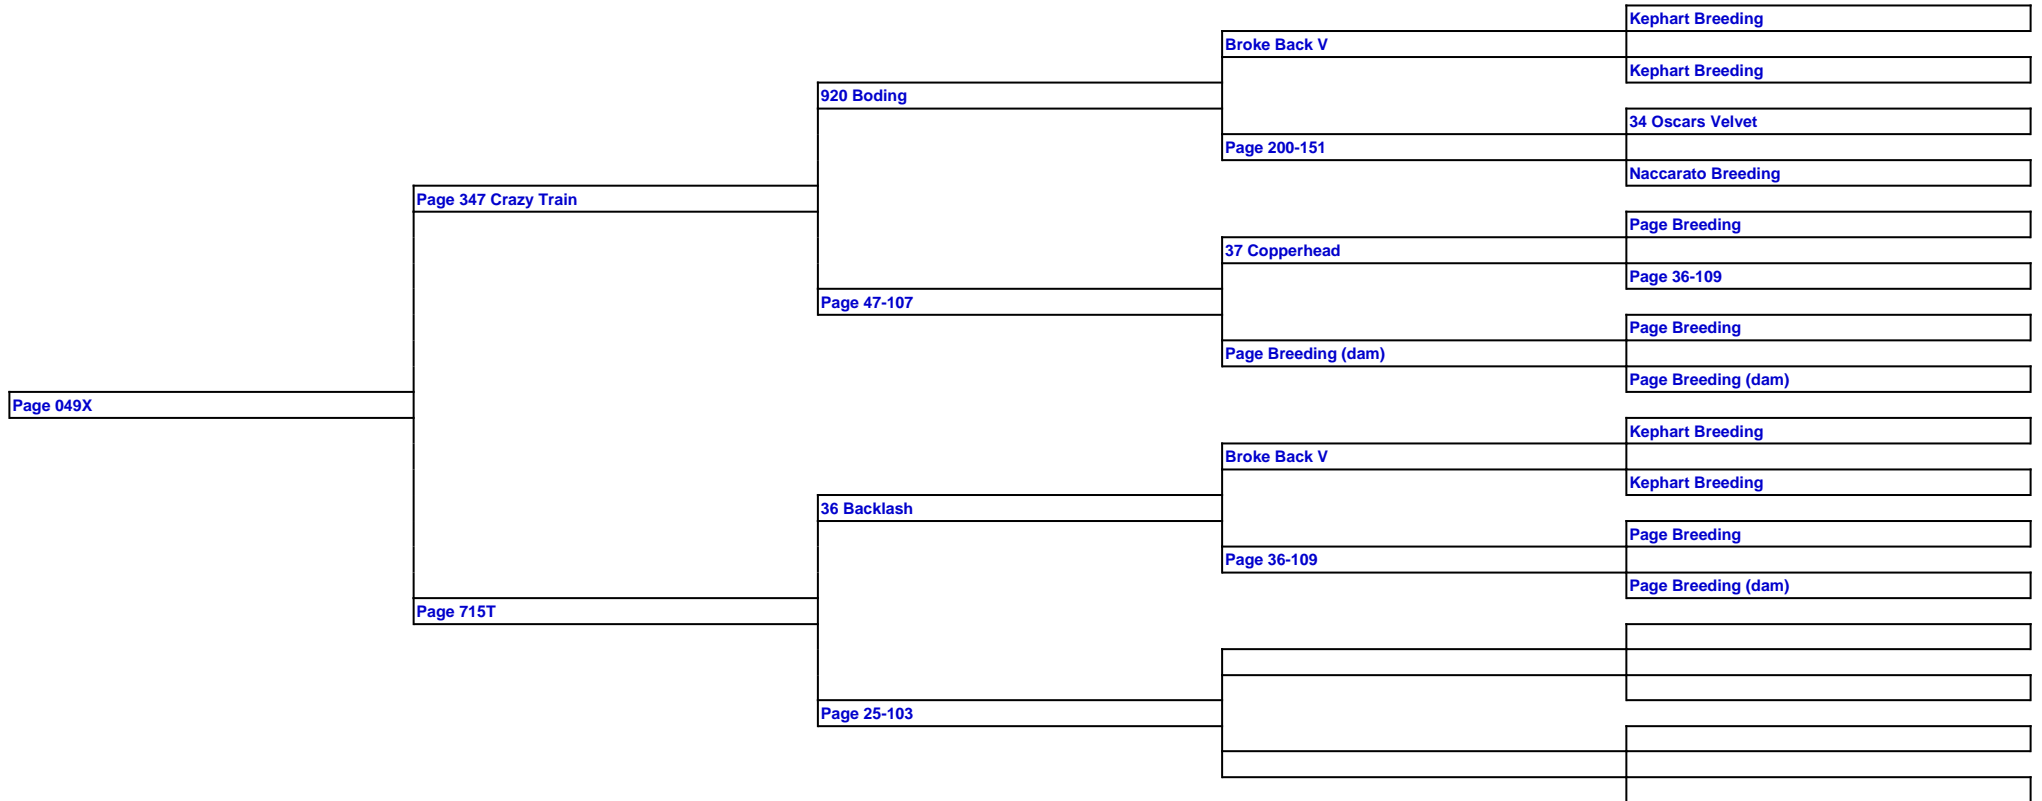 Kephart Breeding
Broke Back V
Kephart Breeding
920 Boding
34 Oscars Velvet
Page 200-151
Naccarato Breeding
Page 347 Crazy Train
Page Breeding
37 Copperhead
Page 36-109
Page 47-107
Page Breeding
Page Breeding (dam)
Page Breeding (dam)
Page 049X
Kephart Breeding
Broke Back V
Kephart Breeding
36 Backlash
Page Breeding
Page 36-109
Page Breeding (dam)
Page 715T
Page 25-103